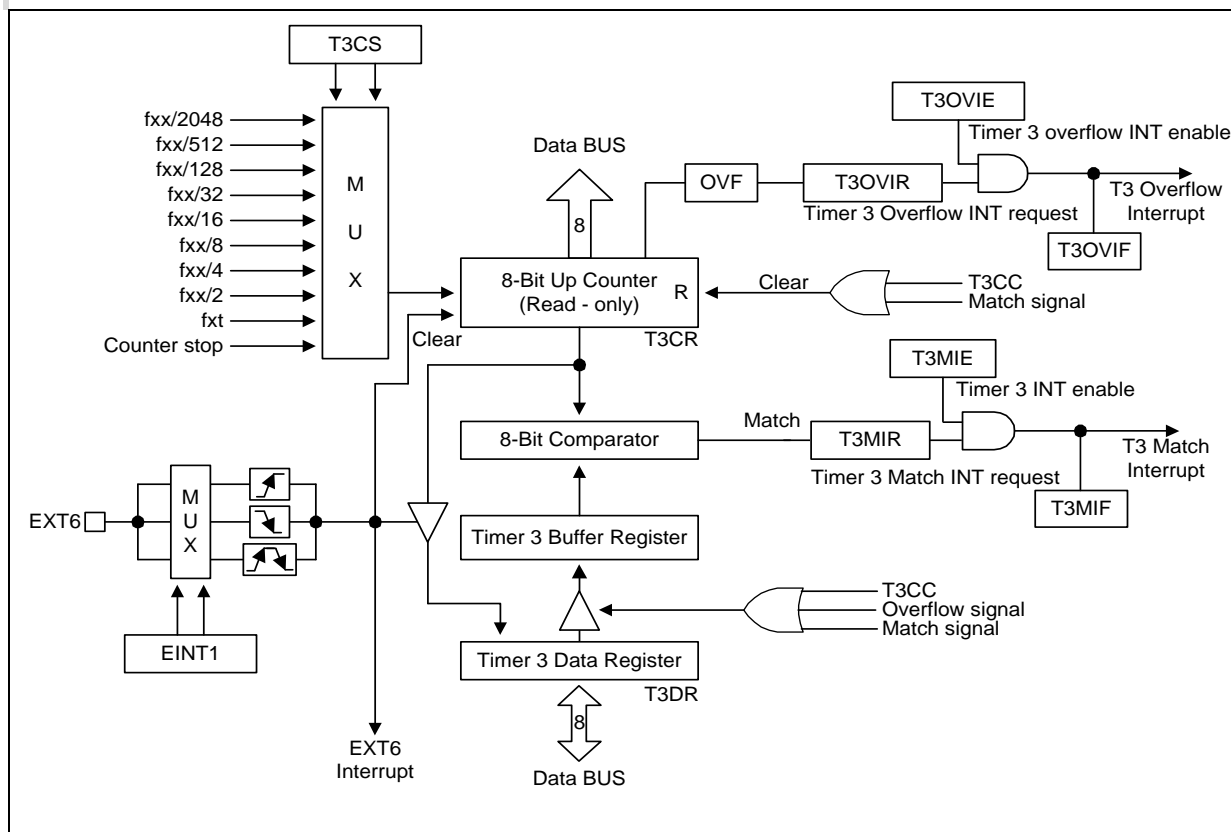 T3CS
fxx/2048
fxx/512
fxx/128
fxx/32
fxx/16
fxx/8
fxx/4
fxx/2
fxt
Counter stop
M
U
X
Data BUS
8
8-Bit Up Counter
(Read - only)
R
T3CR
Clear
OVF
T3OVIR
Timer 3 Overflow INT request
T3OVIE
Timer 3 overflow INT enable
T3 Overflow
Interrupt
T3OVIF
Clear
T3CC
Match signal
8-Bit Comparator
Match
T3MIR
Timer 3 Match INT request
T3MIE
Timer 3 INT enable
T3 Match
Interrupt
T3MIF
EXT6
M
U
X
EINT1
EXT6
Interrupt
Timer 3 Buffer Register
T3CC
Overflow signal
Match signal
Timer 3 Data Register
T3DR
8
Data BUS